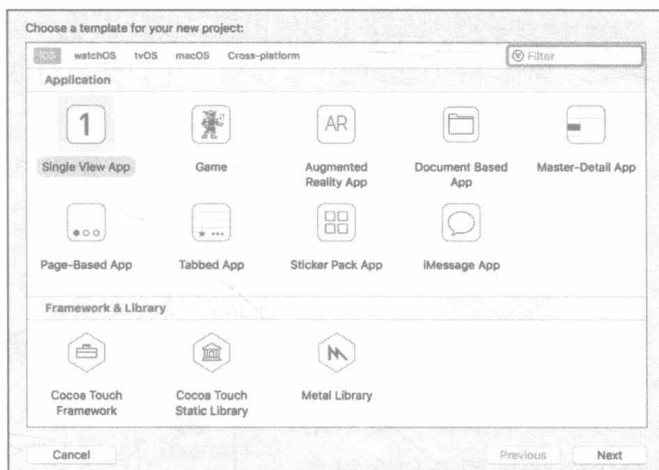 Choose a template for your new project:
iOS watchOS tvOS macOS Cross-platform Filter
Application
1 AR
Single View App Game Augmented Reality App Document Based App Master-Detail App
Page-Based App Tabbed App Sticker Pack App iMessage App
Framework & Library
Cocoa Touch Framework Cocoa Touch Static Library Metal Library
Cancel Previous Next